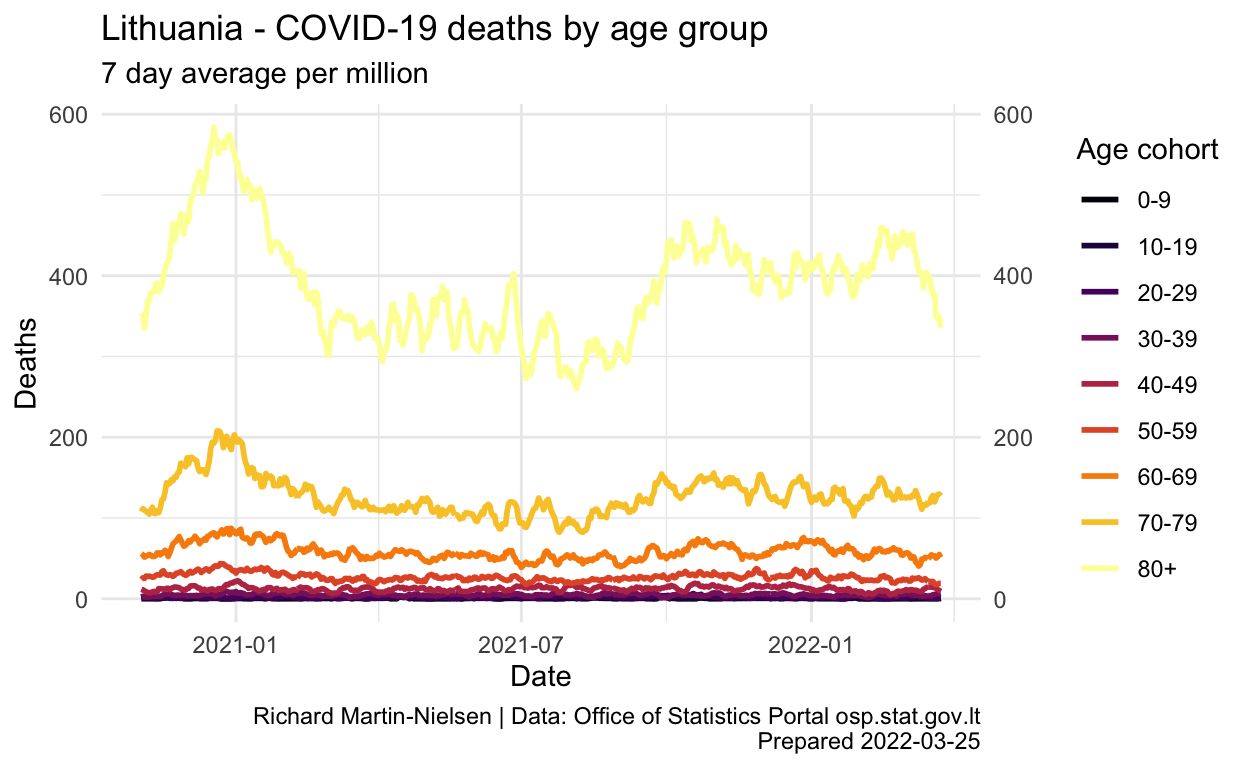 Lithuania - COVID-19 deaths by age group
7 day average per million
600
400
200
0
600
400
200
0
Deaths
2021-01
2021-07
2022-01
Date
Age cohort
0-9
10-19
20-29
30-39
40-49
50-59
60-69
70-79
80+
Richard Martin-Nielsen | Data: Office of Statistics Portal osp.stat.gov.lt
Prepared 2022-03-25